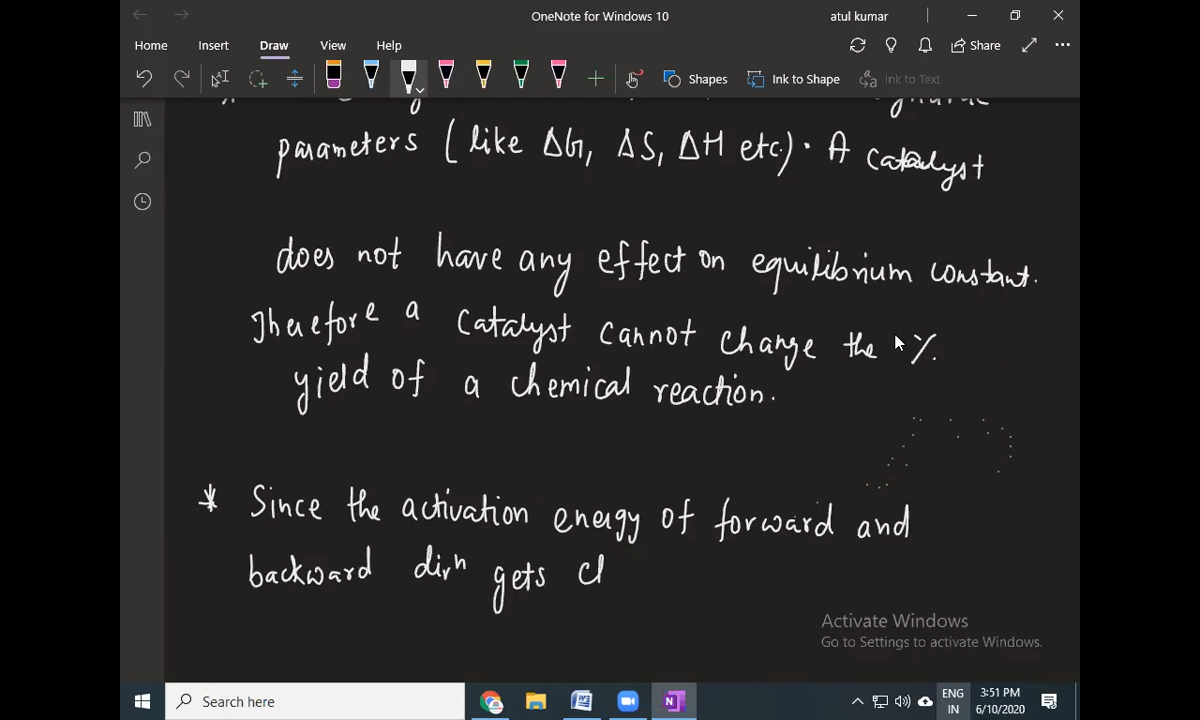 OneNote for Windows 10
atul kumar
Home Insert Draw View Help
Share
Shapes Ink to Shape Ink to Text
parameters (like ΔG, ΔS, ΔH etc). A catalyst
does not have any effect on equilibrium constant.
Therefore a catalyst cannot change the %
yield of a chemical reaction.
* Since the activation energy of forward and
backward dirn gets
Activate Windows
Go to Settings to activate Windows.
Search here
ENG
IN
3:51 PM
6/10/2020